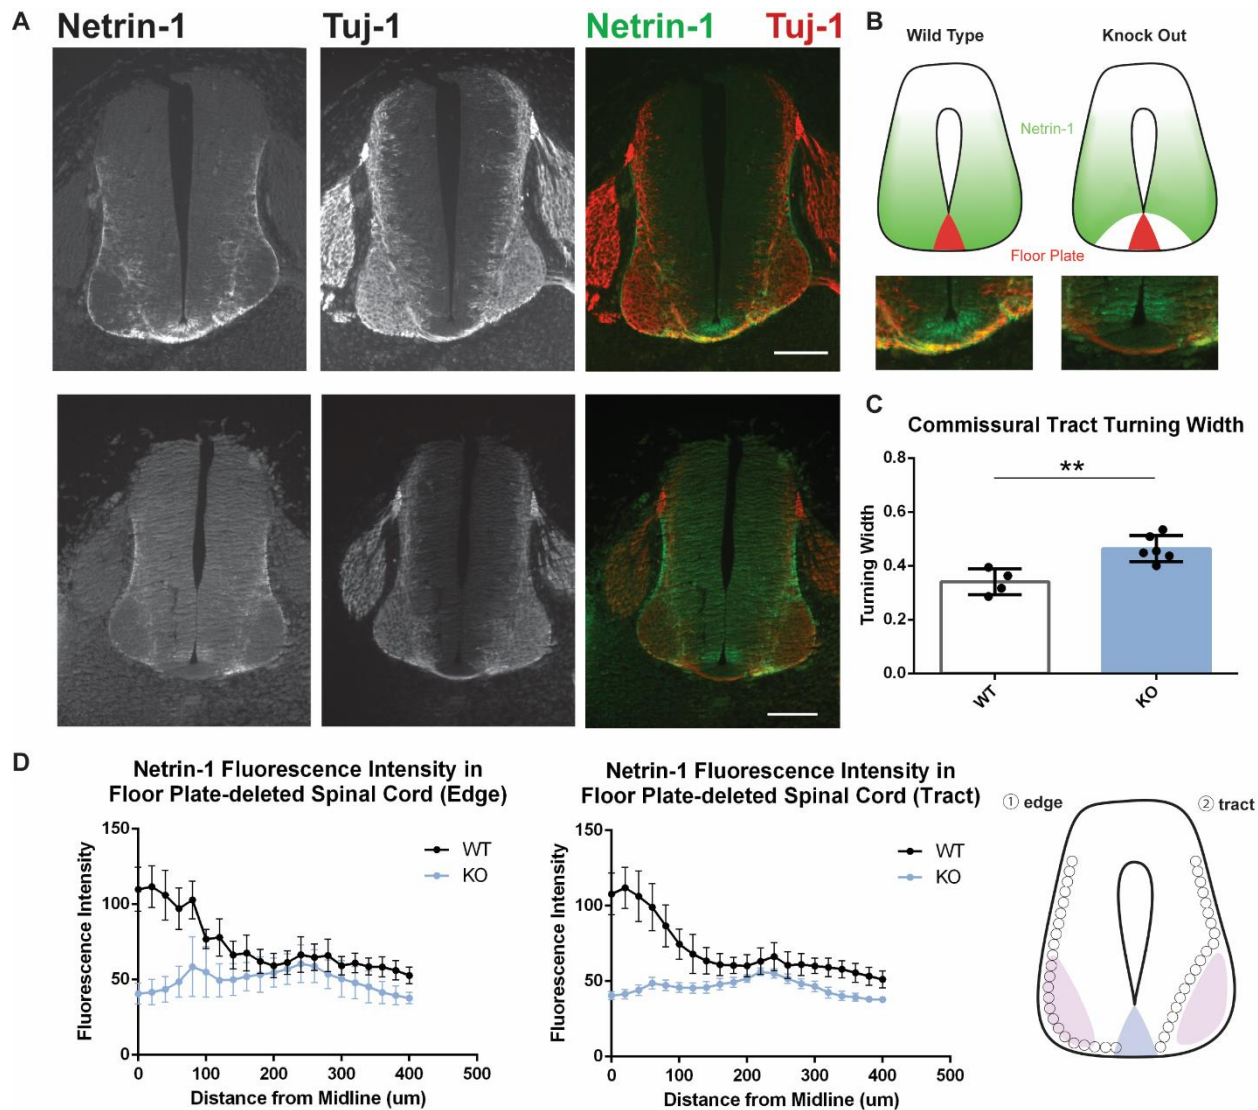 A
Netrin-1
Tuj-1
Netrin-1 Tuj-1
B
Wild Type
Knock Out
Netrin-1
Floor Plate
C
Commissural Tract Turning Width
**
Turning Width
0.8
0.6
0.4
0.2
0.0
WT
KO
D
Netrin-1 Fluorescence Intensity in
Floor Plate-deleted Spinal Cord (Edge)
WT
KO
Fluorescence Intensity
150
100
50
0
0 100 200 300 400 500
Distance from Midline (um)
Netrin-1 Fluorescence Intensity in
Floor Plate-deleted Spinal Cord (Tract)
WT
KO
Fluorescence Intensity
150
100
50
0
0 100 200 300 400 500
Distance from Midline (um)
① edge
② tract